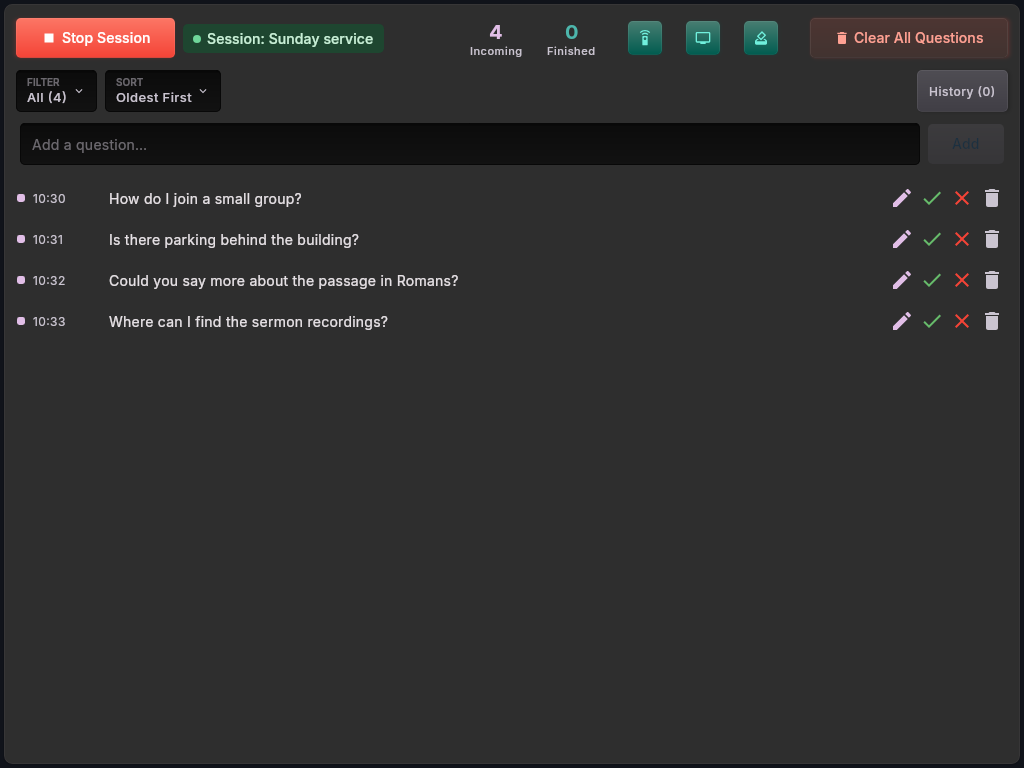 Stop Session
Session: Sunday service
4
Incoming
0
Finished
Clear All Questions
FILTER
All (4)
SORT
Oldest First
History (0)
Add a question...
Add
10:30 How do I join a small group?
10:31 Is there parking behind the building?
10:32 Could you say more about the passage in Romans?
10:33 Where can I find the sermon recordings?